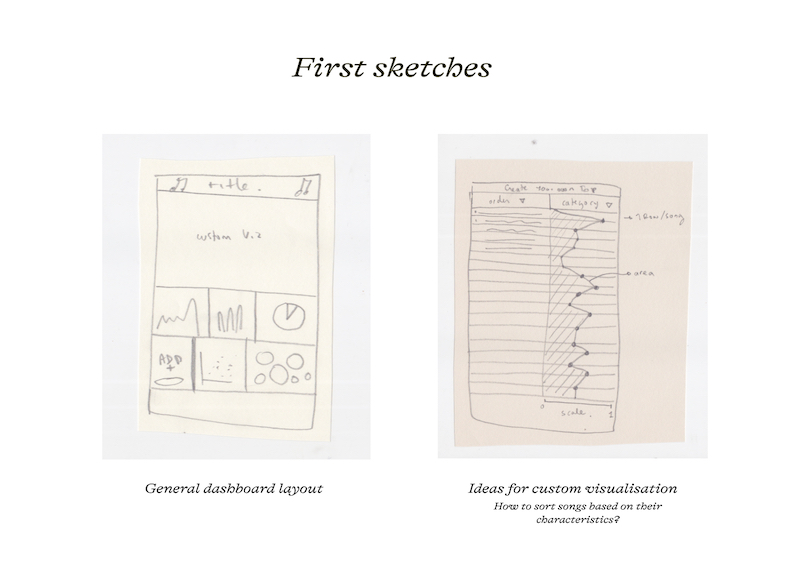 First sketches
title.
custom Viz
ADD
+
Create your own Top
order ▽
category ▽
→ 1 row/song
area
0
scale.
1
General dashboard layout
Ideas for custom visualisation
How to sort songs based on their
characteristics?